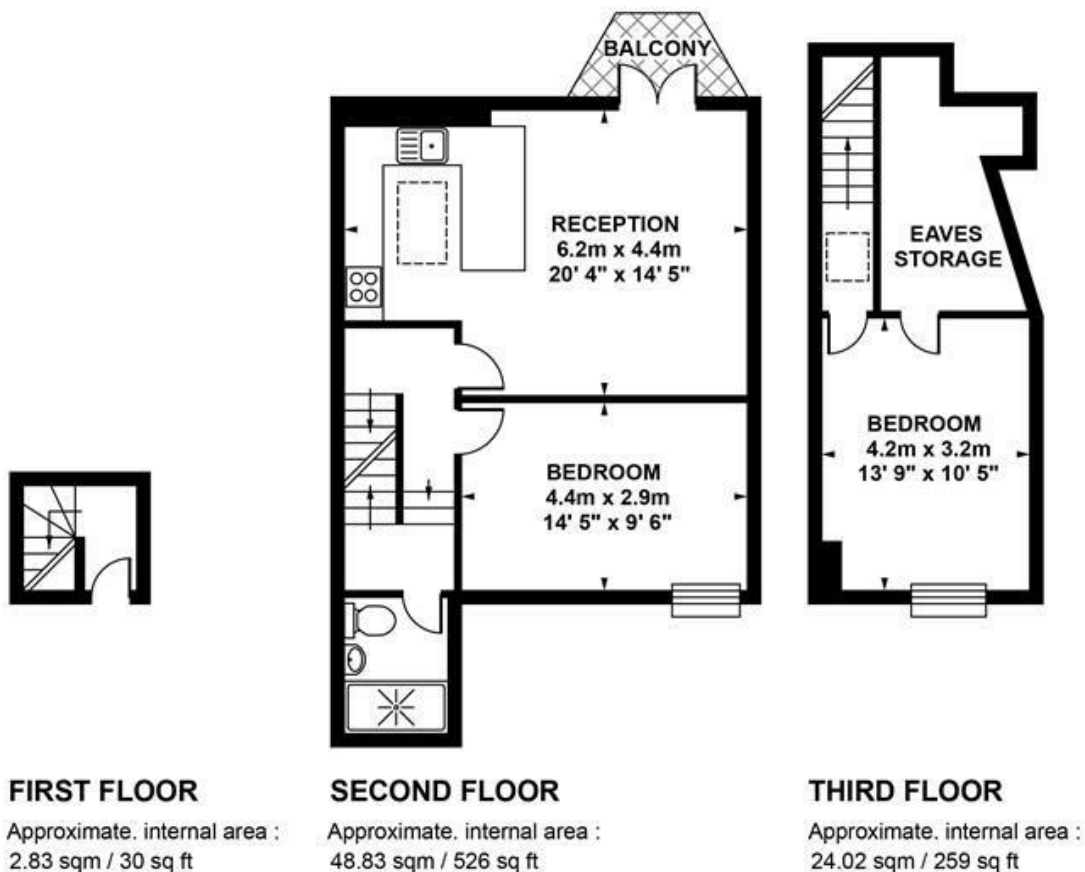 BALCONY
RECEPTION
6.2m x 4.4m
20' 4" x 14' 5"
EAVES
STORAGE
BEDROOM
4.4m x 2.9m
14' 5" x 9' 6"
BEDROOM
4.2m x 3.2m
13' 9" x 10' 5"
FIRST FLOOR
Approximate. internal area :
2.83 sqm / 30 sq ft
SECOND FLOOR
Approximate. internal area :
48.83 sqm / 526 sq ft
THIRD FLOOR
Approximate. internal area :
24.02 sqm / 259 sq ft